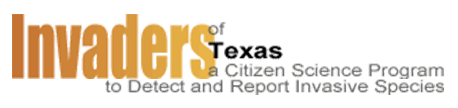 Invaders of
Texas
a Citizen Science Program
to Detect and Report Invasive Species